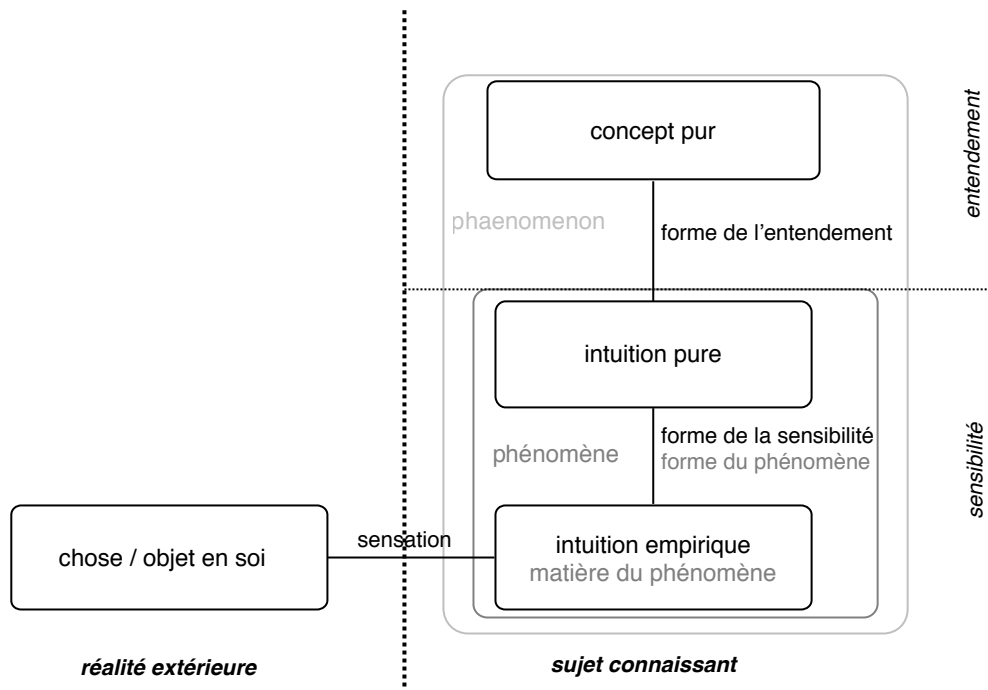 concept pur
entendement
phaenomenon
forme de l'entendement
intuition pure
phénomène
forme de la sensibilité
forme du phénomène
sensibilité
chose / objet en soi
sensation
intuition empirique
matière du phénomène
réalité extérieure
sujet connaissant